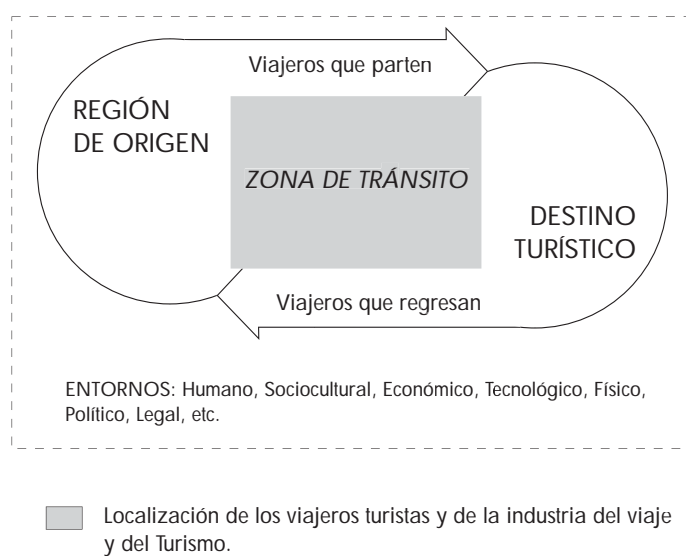 Viajeros que parten
REGIÓN
DE ORIGEN
ZONA DE TRÁNSITO
DESTINO
TURÍSTICO
Viajeros que regresan
ENTORNOS: Humano, Sociocultural, Económico, Tecnológico, Físico,
Político, Legal, etc.
Localización de los viajeros turistas y de la industria del viaje
y del Turismo.